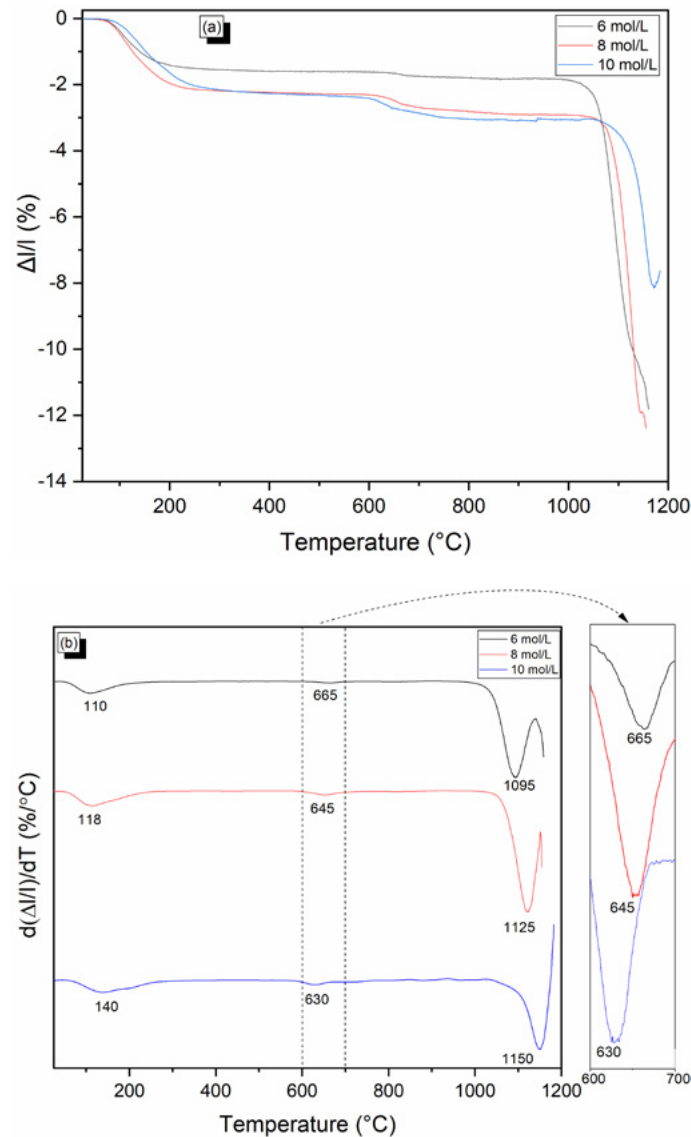 (a)
6 mol/L
8 mol/L
10 mol/L
0
-2
-4
-6
-8
-10
-12
-14
Δl/l (%)
200 400 600 800 1000 1200
Temperature (°C)
(b)
6 mol/L
8 mol/L
10 mol/L
110
665
1095
118
645
1125
140
630
1150
d(Δl/l)/dT (%/°C)
200 400 600 800 1000 1200
Temperature (°C)
665
645
630
600 700